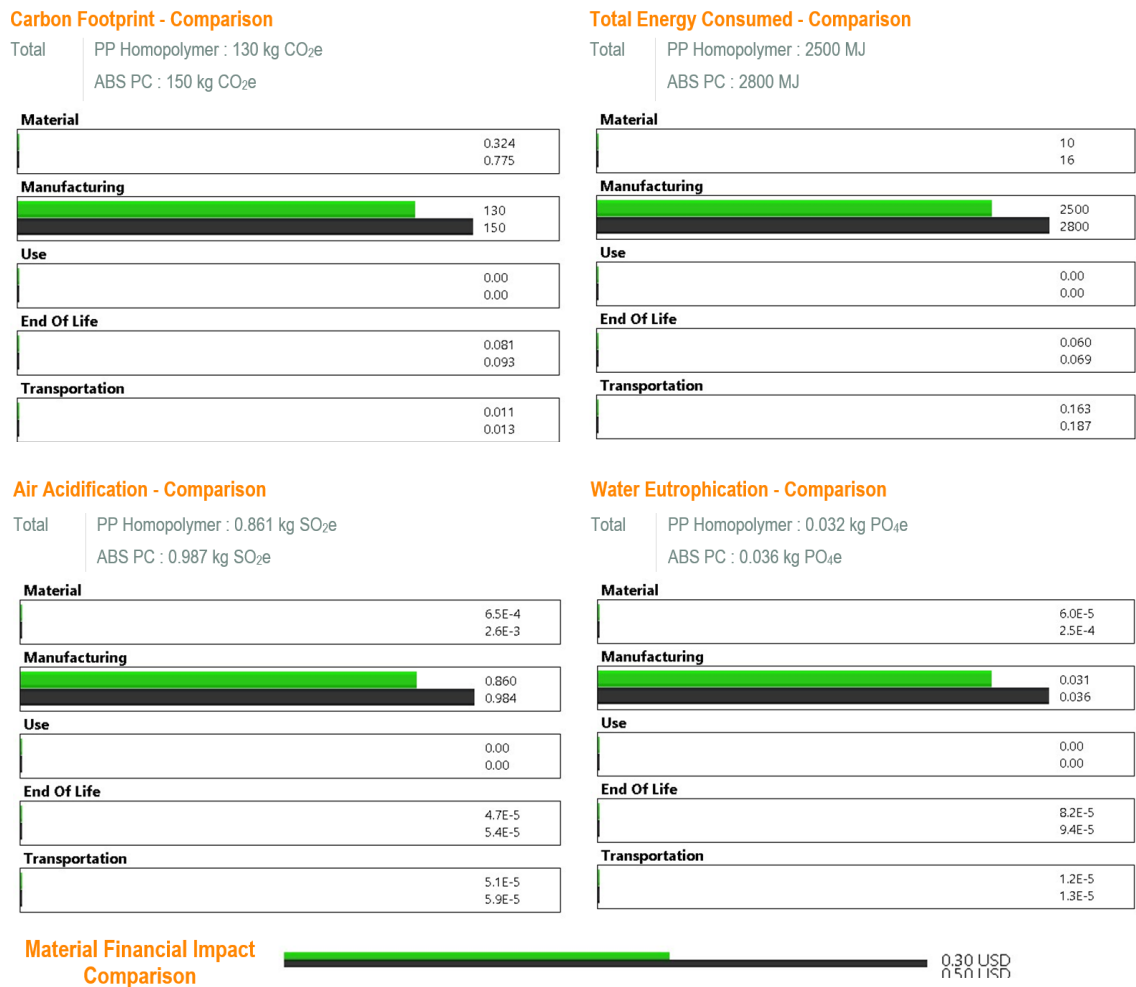 Carbon Footprint - Comparison
Total
PP Homopolymer : 130 kg CO₂e
ABS PC : 150 kg CO₂e
Material
0.324
0.775
Manufacturing
130
150
Use
0.00
0.00
End Of Life
0.081
0.093
Transportation
0.011
0.013
Total Energy Consumed - Comparison
Total
PP Homopolymer : 2500 MJ
ABS PC : 2800 MJ
Material
10
16
Manufacturing
2500
2800
Use
0.00
0.00
End Of Life
0.060
0.069
Transportation
0.163
0.187
Air Acidification - Comparison
Total
PP Homopolymer : 0.861 kg SO₂e
ABS PC : 0.987 kg SO₂e
Material
6.5E-4
2.6E-3
Manufacturing
0.860
0.984
Use
0.00
0.00
End Of Life
4.7E-5
5.4E-5
Transportation
5.1E-5
5.9E-5
Water Eutrophication - Comparison
Total
PP Homopolymer : 0.032 kg PO₄e
ABS PC : 0.036 kg PO₄e
Material
6.0E-5
2.5E-4
Manufacturing
0.031
0.036
Use
0.00
0.00
End Of Life
8.2E-5
9.4E-5
Transportation
1.2E-5
1.3E-5
Material Financial Impact
Comparison
0.30 USD
0.50 USD